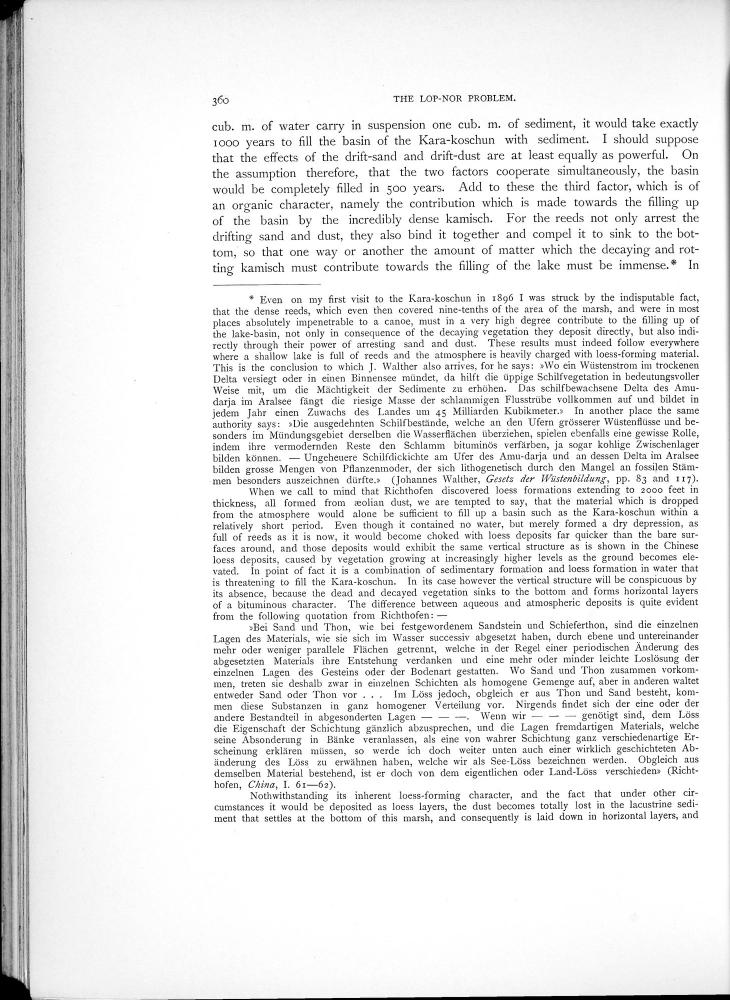 360
THE LOP-NOR PROBLEM.
cub. m. of water carry in suspension one cub. m. of sediment, it would take exactly
1000 years to fill the basin of the Kara-koschun with sediment. I should suppose
that the effects of the drift-sand and drift-dust are at least equally as powerful. On
the assumption therefore, that the two factors cooperate simultaneously, the basin
would be completely filled in 500 years. Add to these the third factor, which is of
an organic character, namely the contribution which is made towards the filling up
of the basin by the incredibly dense kamisch. For the reeds not only arrest the
drifting sand and dust, they also bind it together and compel it to sink to the bot-
tom, so that one way or another the amount of matter which the decaying and rot-
ting kamisch must contribute towards the filling of the lake must be immense.* In
* Even on my first visit to the Kara-koschun in 1896 I was struck by the indisputable fact,
that the dense reeds, which even then covered nine-tenths of the area of the marsh, and were in most
places absolutely impenetrable to a canoe, must in a very high degree contribute to the filling up of
the lake-basin, not only in consequence of the decaying vegetation they deposit directly, but also indi-
rectly through their power of arresting sand and dust. These results must indeed follow everywhere
where a shallow lake is full of reeds and the atmosphere is heavily charged with loess-forming material.
This is the conclusion to which J. Walther also arrives, for he says: »Wo ein Wüstenstrom im trockenen
Delta versiegt oder in einen Binnensee mündet, da hilft die üppige Schilfvegetation in bedeutungsvoller
Weise mit, um die Mächtigkeit der Sedimente zu erhöhen. Das schilfbewachsene Delta des Amu-
darja im Aralsee fängt die riesige Masse der schlammigen Flusstrübe vollkommen auf und bildet in
jedem Jahr einen Zuwachs des Landes um 45 Milliarden Kubikmeter.» In another place the same
authority says: »Die ausgedehnten Schilfbestände, welche an den Ufern grösserer Wüstenflüsse und be-
sonders im Mündungsgebiet derselben die Wasserflächen überziehen, spielen ebenfalls eine gewisse Rolle,
indem ihre vermodernden Reste den Schlamm bituminös verfärben, ja sogar kohlige Zwischenlager
bilden können. — Ungeheuere Schilfdickichte am Ufer des Amu-darja und an dessen Delta im Aralsee
bilden grosse Mengen von Pflanzenmoder, der sich lithogenetisch durch den Mangel an fossilen Stäm-
men besonders auszeichnen dürfte.» (Johannes Walther, Gesetz der Wüstenbildung, pp. 83 and 117).
When we call to mind that Richthofen discovered loess formations extending to 2000 feet in
thickness, all formed from æolian dust, we are tempted to say, that the material which is dropped
from the atmosphere would alone be sufficient to fill up a basin such as the Kara-koschun within a
relatively short period. Even though it contained no water, but merely formed a dry depression, as
full of reeds as it is now, it would become choked with loess deposits far quicker than the bare sur-
faces around, and those deposits would exhibit the same vertical structure as is shown in the Chinese
loess deposits, caused by vegetation growing at increasingly higher levels as the ground becomes ele-
vated. In point of fact it is a combination of sedimentary formation and loess formation in water that
is threatening to fill the Kara-koschun. In its case however the vertical structure will be conspicuous by
its absence, because the dead and decayed vegetation sinks to the bottom and forms horizontal layers
of a bituminous character. The difference between aqueous and atmospheric deposits is quite evident
from the following quotation from Richthofen: —
»Bei Sand und Thon, wie bei festgewordenem Sandstein und Schieferthon, sind die einzelnen
Lagen des Materials, wie sie sich im Wasser successiv abgesetzt haben, durch ebene und untereinander
mehr oder weniger parallele Flächen getrennt, welche in der Regel einer periodischen Änderung des
abgesetzten Materials ihre Entstehung verdanken und eine mehr oder minder leichte Loslösung der
einzelnen Lagen des Gesteins oder der Bodenart gestatten. Wo Sand und Thon zusammen vorkom-
men, treten sie deshalb zwar in einzelnen Schichten als homogene Gemenge auf, aber in anderen waltet
entweder Sand oder Thon vor . . . Im Löss jedoch, obgleich er aus Thon und Sand besteht, kom-
men diese Substanzen in ganz homogener Verteilung vor. Nirgends findet sich der eine oder der
andere Bestandteil in abgesonderten Lagen — — —. Wenn wir — — — genötigt sind, dem Löss
die Eigenschaft der Schichtung gänzlich abzusprechen, und die Lagen fremdartigen Materials, welche
seine Absonderung in Bänke veranlassen, als eine von wahrer Schichtung ganz verschiedenartige Er-
scheinung erklären müssen, so werde ich doch weiter unten auch einer wirklich geschichteten Ab-
änderung des Löss zu erwähnen haben, welche wir als See-Löss bezeichnen werden. Obgleich aus
demselben Material bestehend, ist er doch von dem eigentlichen oder Land-Löss verschieden» (Richt-
hofen, China, I. 61—62).
Nothwithstanding its inherent loess-forming character, and the fact that under other cir-
cumstances it would be deposited as loess layers, the dust becomes totally lost in the lacustrine sedi-
ment that settles at the bottom of this marsh, and consequently is laid down in horizontal layers, and